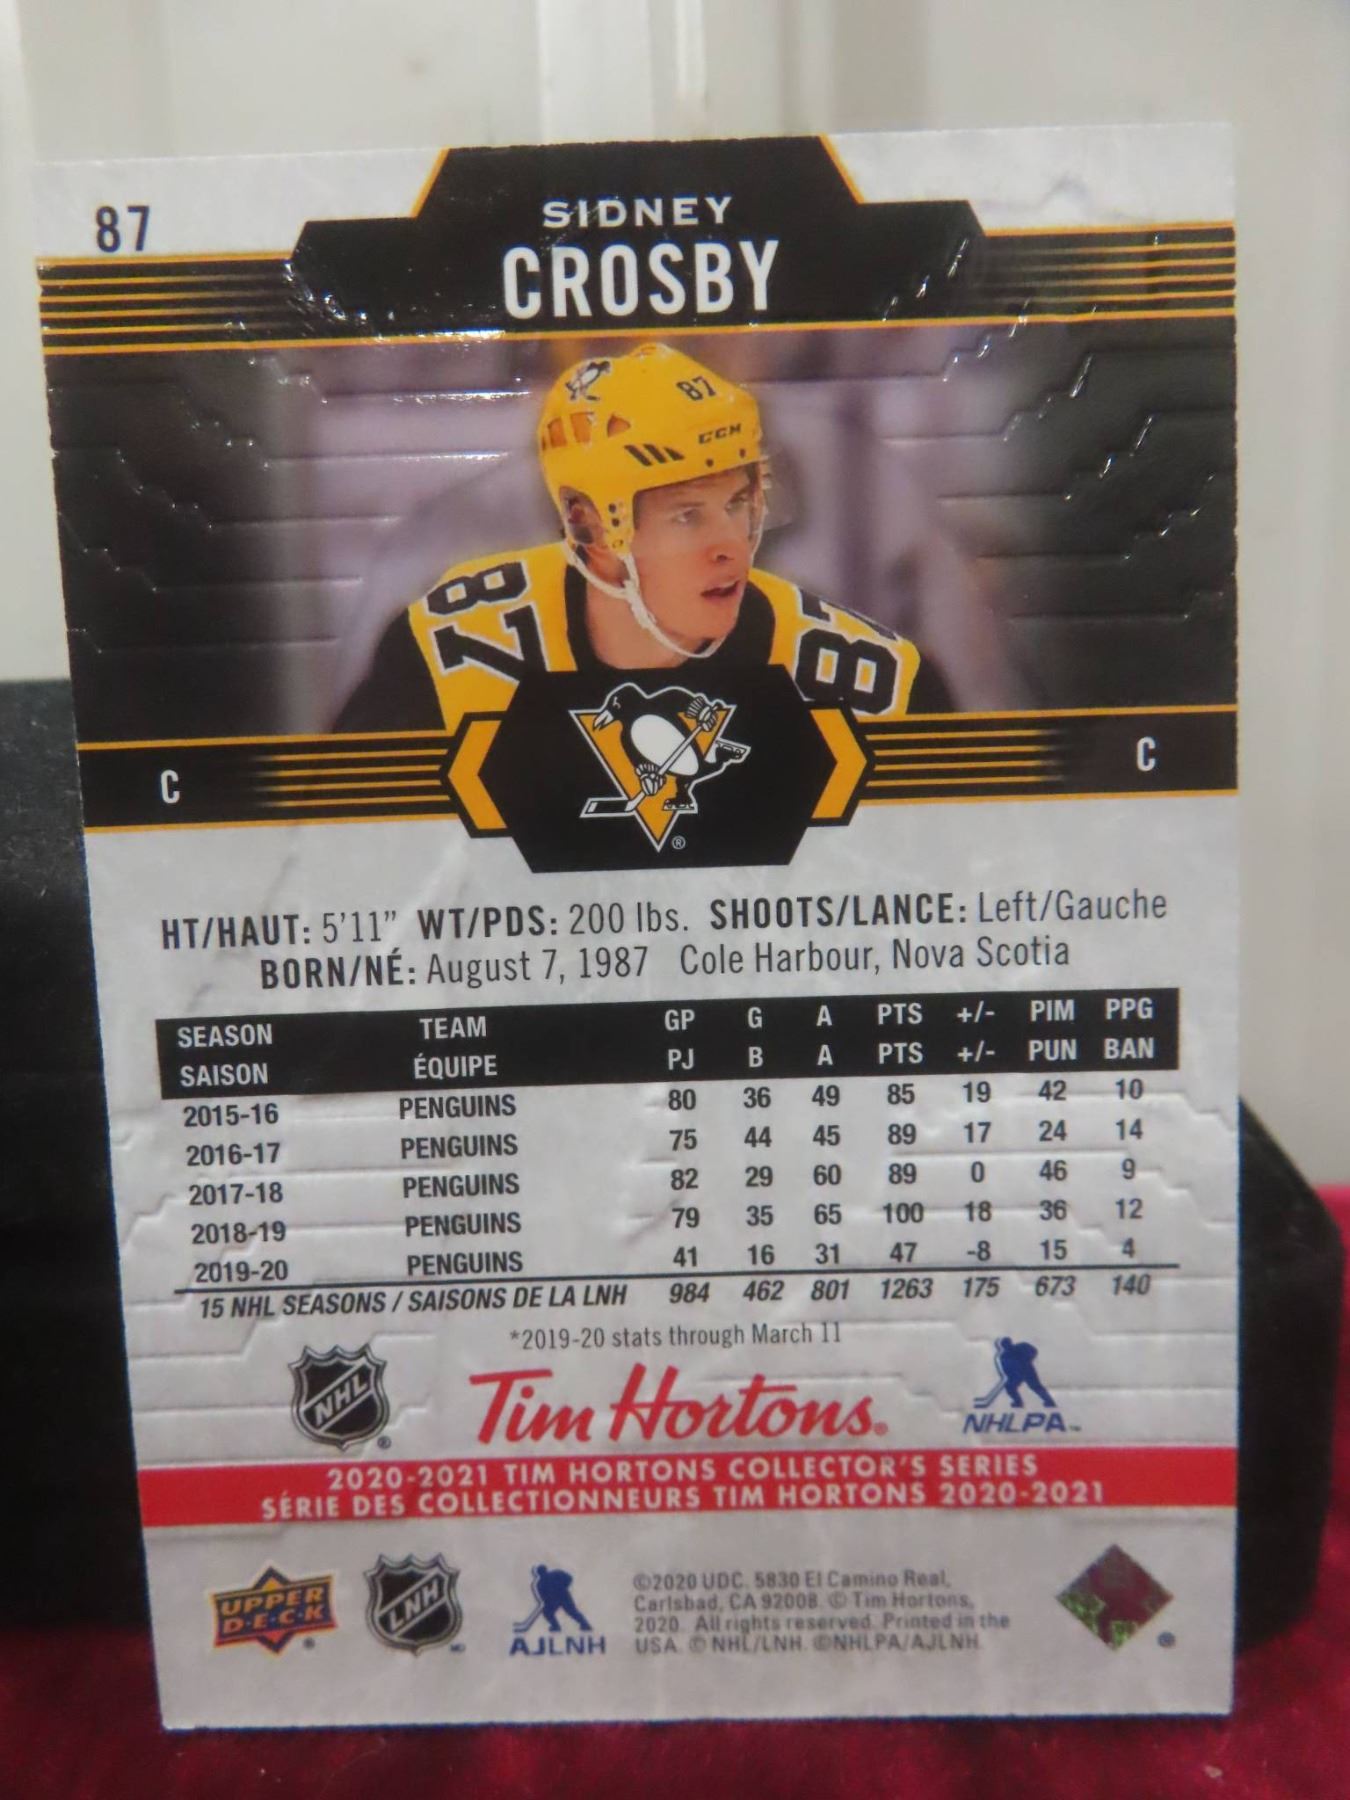 87
SIDNEY
CROSBY
87
CCM
87
8
C
C
®
HT/HAUT: 5'11" WT/PDS: 200 lbs. SHOOTS/LANCE: Left/Gauche
BORN/NÉ: August 7, 1987 Cole Harbour, Nova Scotia
SEASON TEAM GP G A PTS +/- PIM PPG
SAISON ÉQUIPE PJ B A PTS +/- PUN BAN
2015-16 PENGUINS 80 36 49 85 19 42 10
2016-17 PENGUINS 75 44 45 89 17 24 14
2017-18 PENGUINS 82 29 60 89 0 46 9
2018-19 PENGUINS 79 35 65 100 18 36 12
2019-20 PENGUINS 41 16 31 47 -8 15 4
15 NHL SEASONS / SAISONS DE LA LNH 984 462 801 1263 175 673 140
*2019-20 stats through March 11
NHL ®
Tim Hortons®
NHLPA™
2020-2021 TIM HORTONS COLLECTOR'S SERIES
SÉRIE DES COLLECTIONNEURS TIM HORTONS 2020-2021
UPPER
D·E·C·K ®
LNH MD
AJLNH
©2020 UDC. 5830 El Camino Real,
Carlsbad, CA 92008. © Tim Hortons,
2020. All rights reserved. Printed in the
USA. © NHL/LNH. ©NHLPA/AJLNH
®